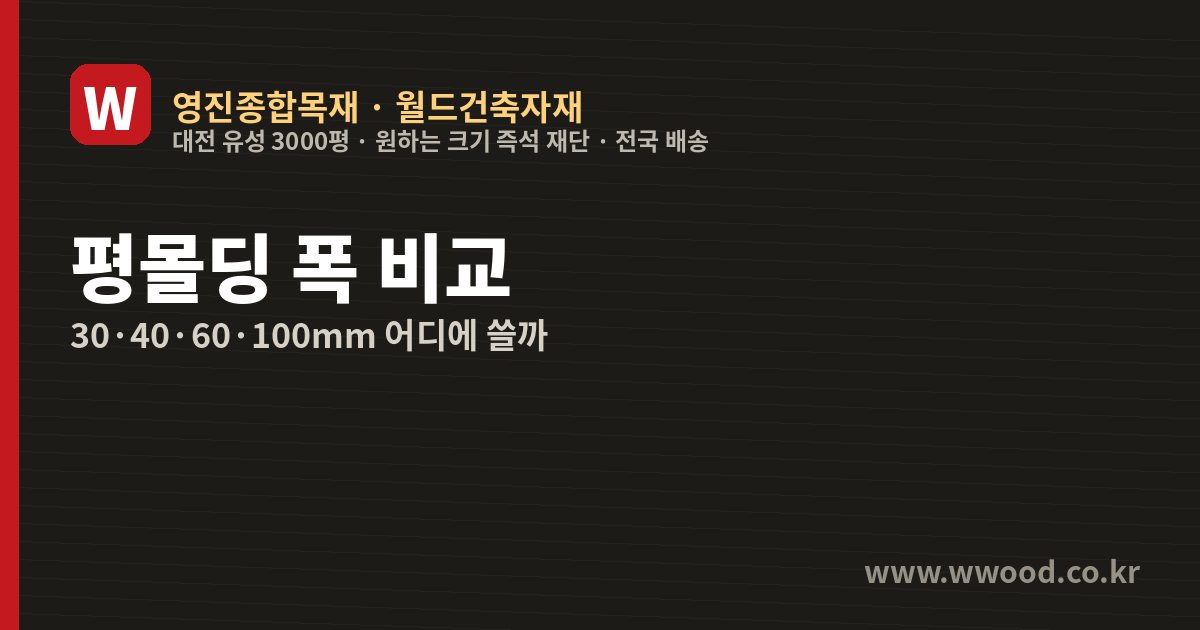 W
영진종합목재 · 월드건축자재
대전 유성 3000평 · 원하는 크기 즉석 재단 · 전국 배송
평몰딩 폭 비교
30·40·60·100mm 어디에 쓸까
www.wwood.co.kr